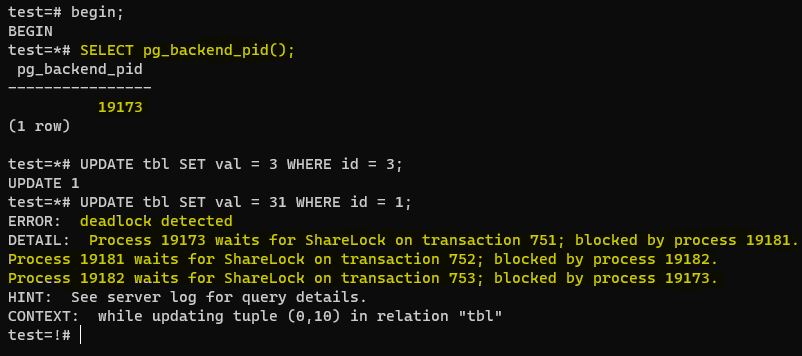 test=# begin;
BEGIN
test=*# SELECT pg_backend_pid();
 pg_backend_pid
----------------
          19173
(1 row)

test=*# UPDATE tbl SET val = 3 WHERE id = 3;
UPDATE 1
test=*# UPDATE tbl SET val = 31 WHERE id = 1;
ERROR:  deadlock detected
DETAIL:  Process 19173 waits for ShareLock on transaction 751; blocked by process 19181.
Process 19181 waits for ShareLock on transaction 752; blocked by process 19182.
Process 19182 waits for ShareLock on transaction 753; blocked by process 19173.
HINT:  See server log for query details.
CONTEXT:  while updating tuple (0,10) in relation "tbl"
test=!#